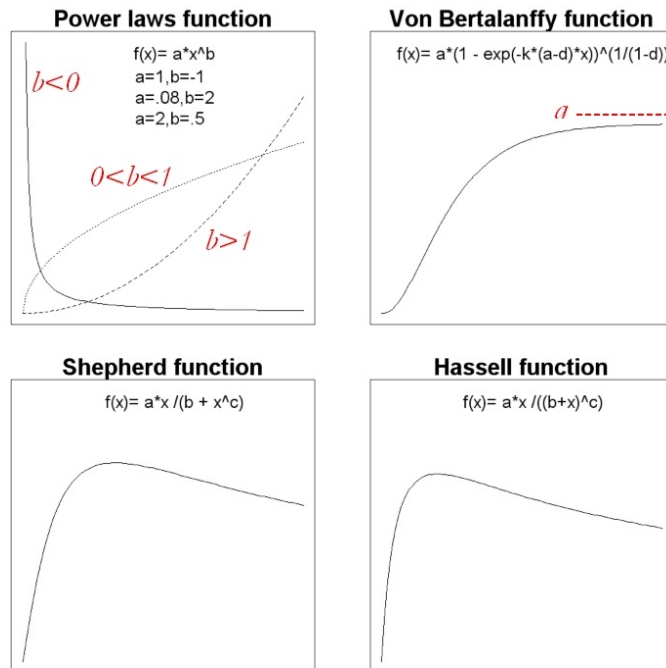 Power laws function
f(x)= a*x^b
a=1,b=-1
a=.08,b=2
a=2,b=.5
b<0
0<b<1
b>1
Von Bertalanffy function
f(x)= a*(1 - exp(-k*(a-d)*x))^(1/(1-d))
a
Shepherd function
f(x)= a*x /(b + x^c)
Hassell function
f(x)= a*x /((b+x)^c)